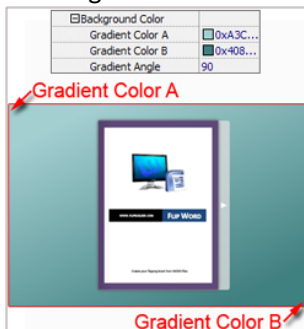 Background Color
Gradient Color A 0xA3C...
Gradient Color B 0x408...
Gradient Angle 90
Gradient Color A
FLIP WORD
Gradient Color B